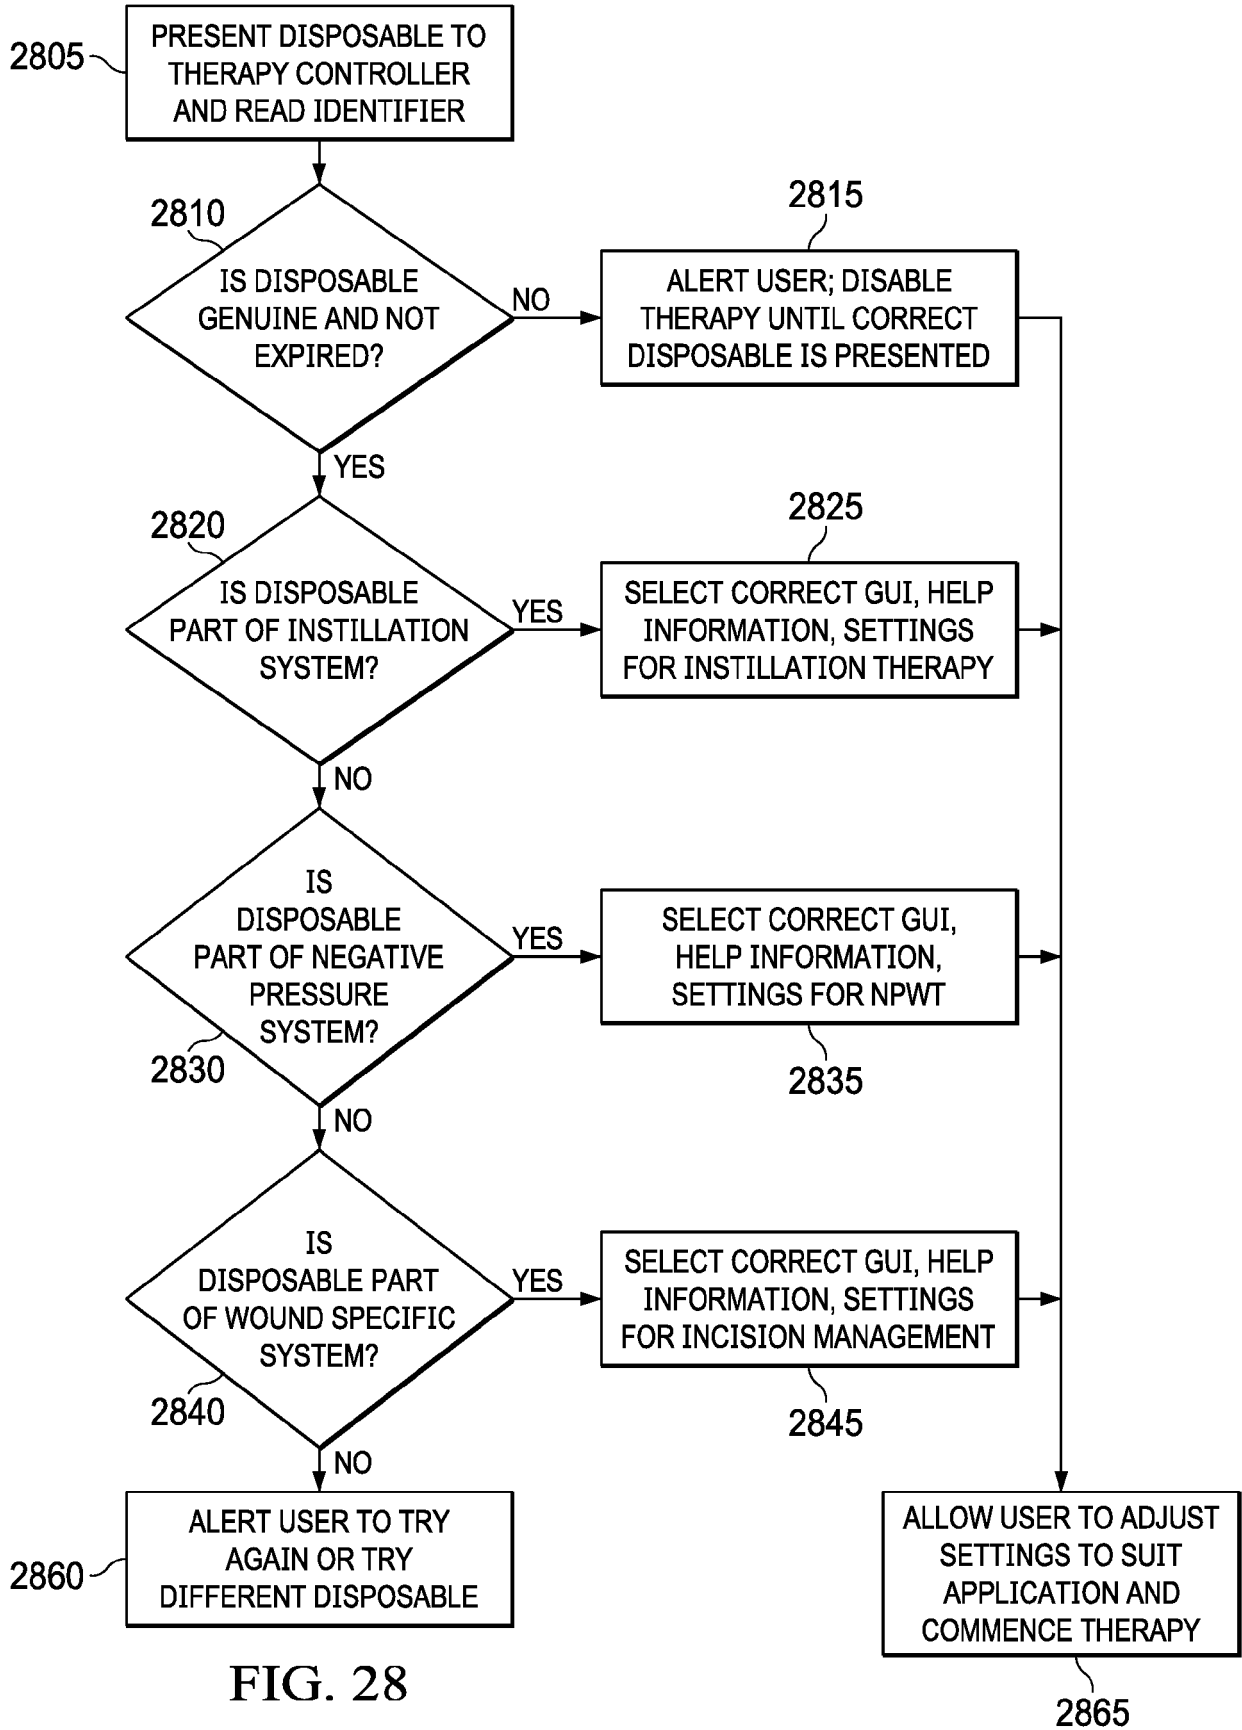 PRESENT DISPOSABLE TO
THERAPY CONTROLLER
AND READ IDENTIFIER
2805
2810
IS DISPOSABLE
GENUINE AND NOT
EXPIRED?
NO
2815
ALERT USER; DISABLE
THERAPY UNTIL CORRECT
DISPOSABLE IS PRESENTED
YES
2820
IS DISPOSABLE
PART OF INSTILLATION
SYSTEM?
YES
2825
SELECT CORRECT GUI, HELP
INFORMATION, SETTINGS
FOR INSTILLATION THERAPY
NO
IS
DISPOSABLE
PART OF NEGATIVE
PRESSURE
SYSTEM?
2830
YES
SELECT CORRECT GUI,
HELP INFORMATION,
SETTINGS FOR NPWT
2835
NO
IS
DISPOSABLE PART
OF WOUND SPECIFIC
SYSTEM?
2840
YES
SELECT CORRECT GUI, HELP
INFORMATION, SETTINGS
FOR INCISION MANAGEMENT
2845
NO
ALERT USER TO TRY
AGAIN OR TRY
DIFFERENT DISPOSABLE
2860
ALLOW USER TO ADJUST
SETTINGS TO SUIT
APPLICATION AND
COMMENCE THERAPY
2865
FIG. 28